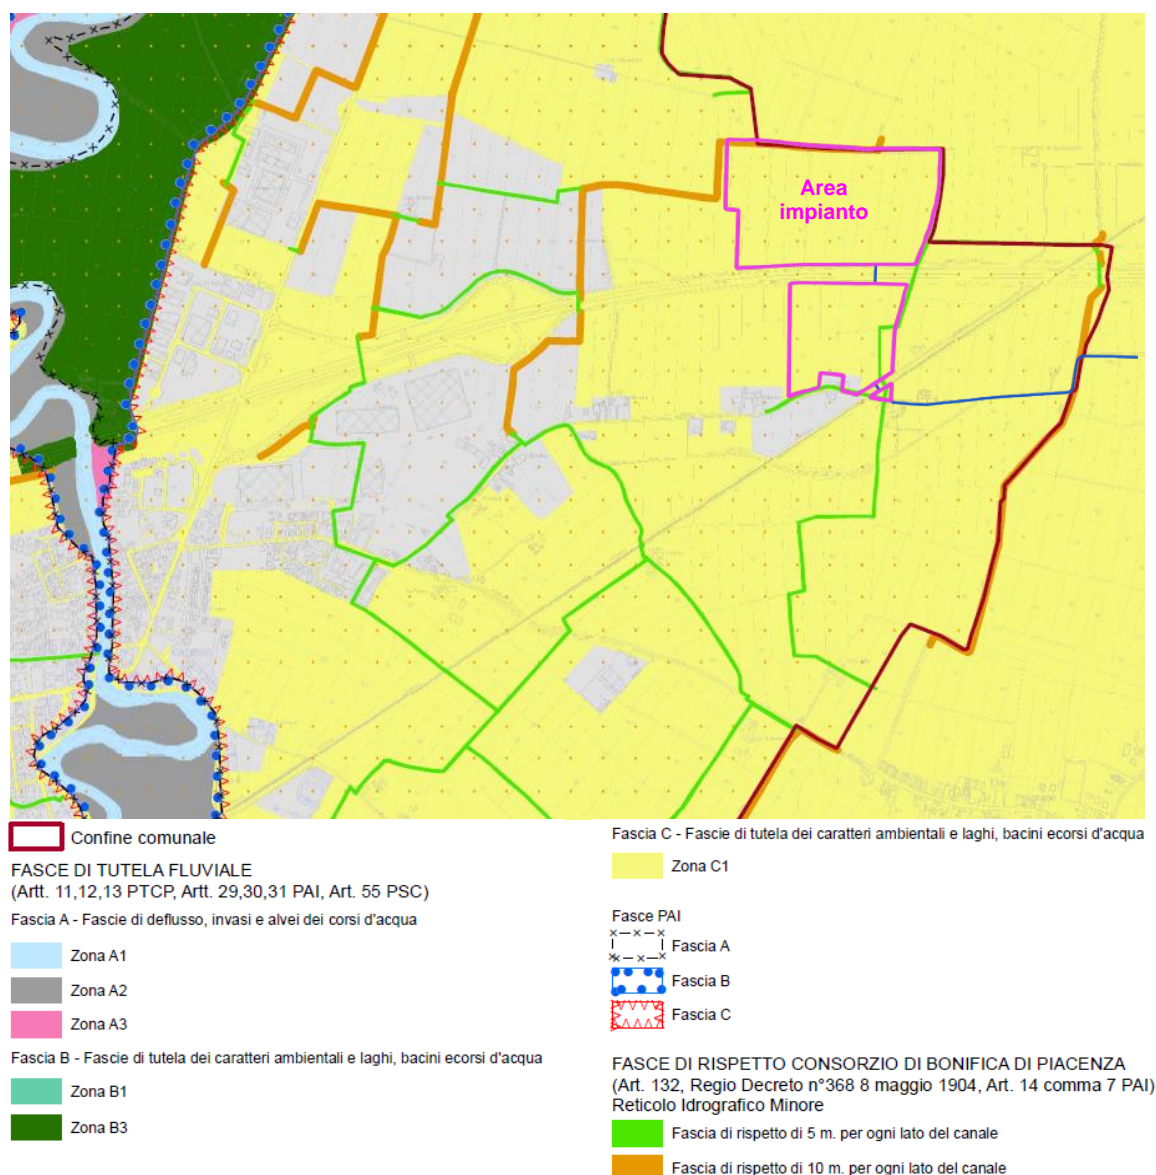 Area
impianto
Confine comunale
FASCE DI TUTELA FLUVIALE
(Artt. 11,12,13 PTCP, Artt. 29,30,31 PAI, Art. 55 PSC)
Fascia A - Fascie di deflusso, invasi e alvei dei corsi d'acqua
Zona A1
Zona A2
Zona A3
Fascia B - Fascie di tutela dei caratteri ambientali e laghi, bacini ecorsi d'acqua
Zona B1
Zona B3
Fascia C - Fascie di tutela dei caratteri ambientali e laghi, bacini ecorsi d'acqua
Zona C1
Fasce PAI
Fascia A
Fascia B
Fascia C
FASCE DI RISPETTO CONSORZIO DI BONIFICA DI PIACENZA
(Art. 132, Regio Decreto n°368 8 maggio 1904, Art. 14 comma 7 PAI)
Reticolo Idrografico Minore
Fascia di rispetto di 5 m. per ogni lato del canale
Fascia di rispetto di 10 m. per ogni lato del canale